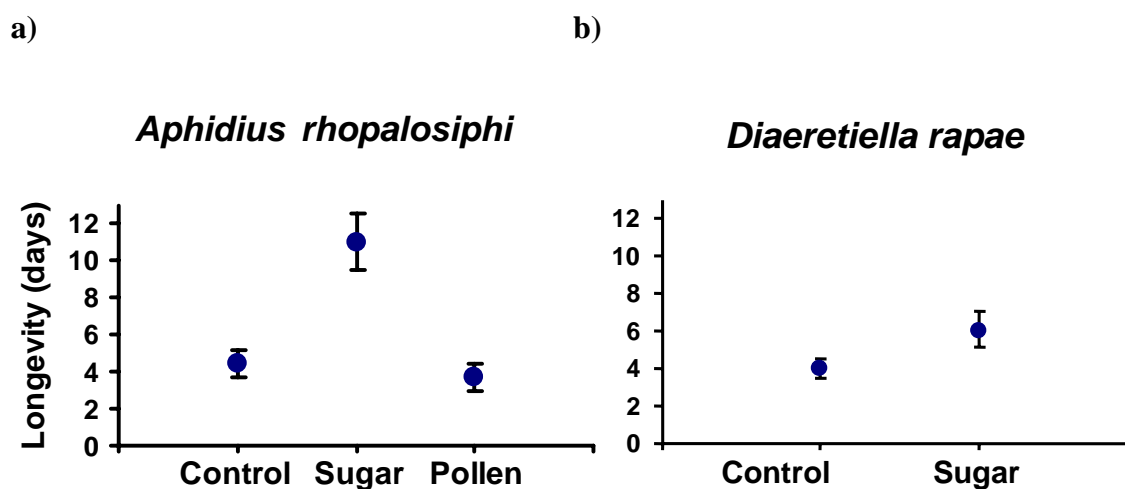 a)
b)
Aphidius rhopalosiphi
Diaeretiella rapae
Longevity (days)
12
10
8
6
4
2
0
Control Sugar Pollen
12
10
8
6
4
2
0
Control Sugar